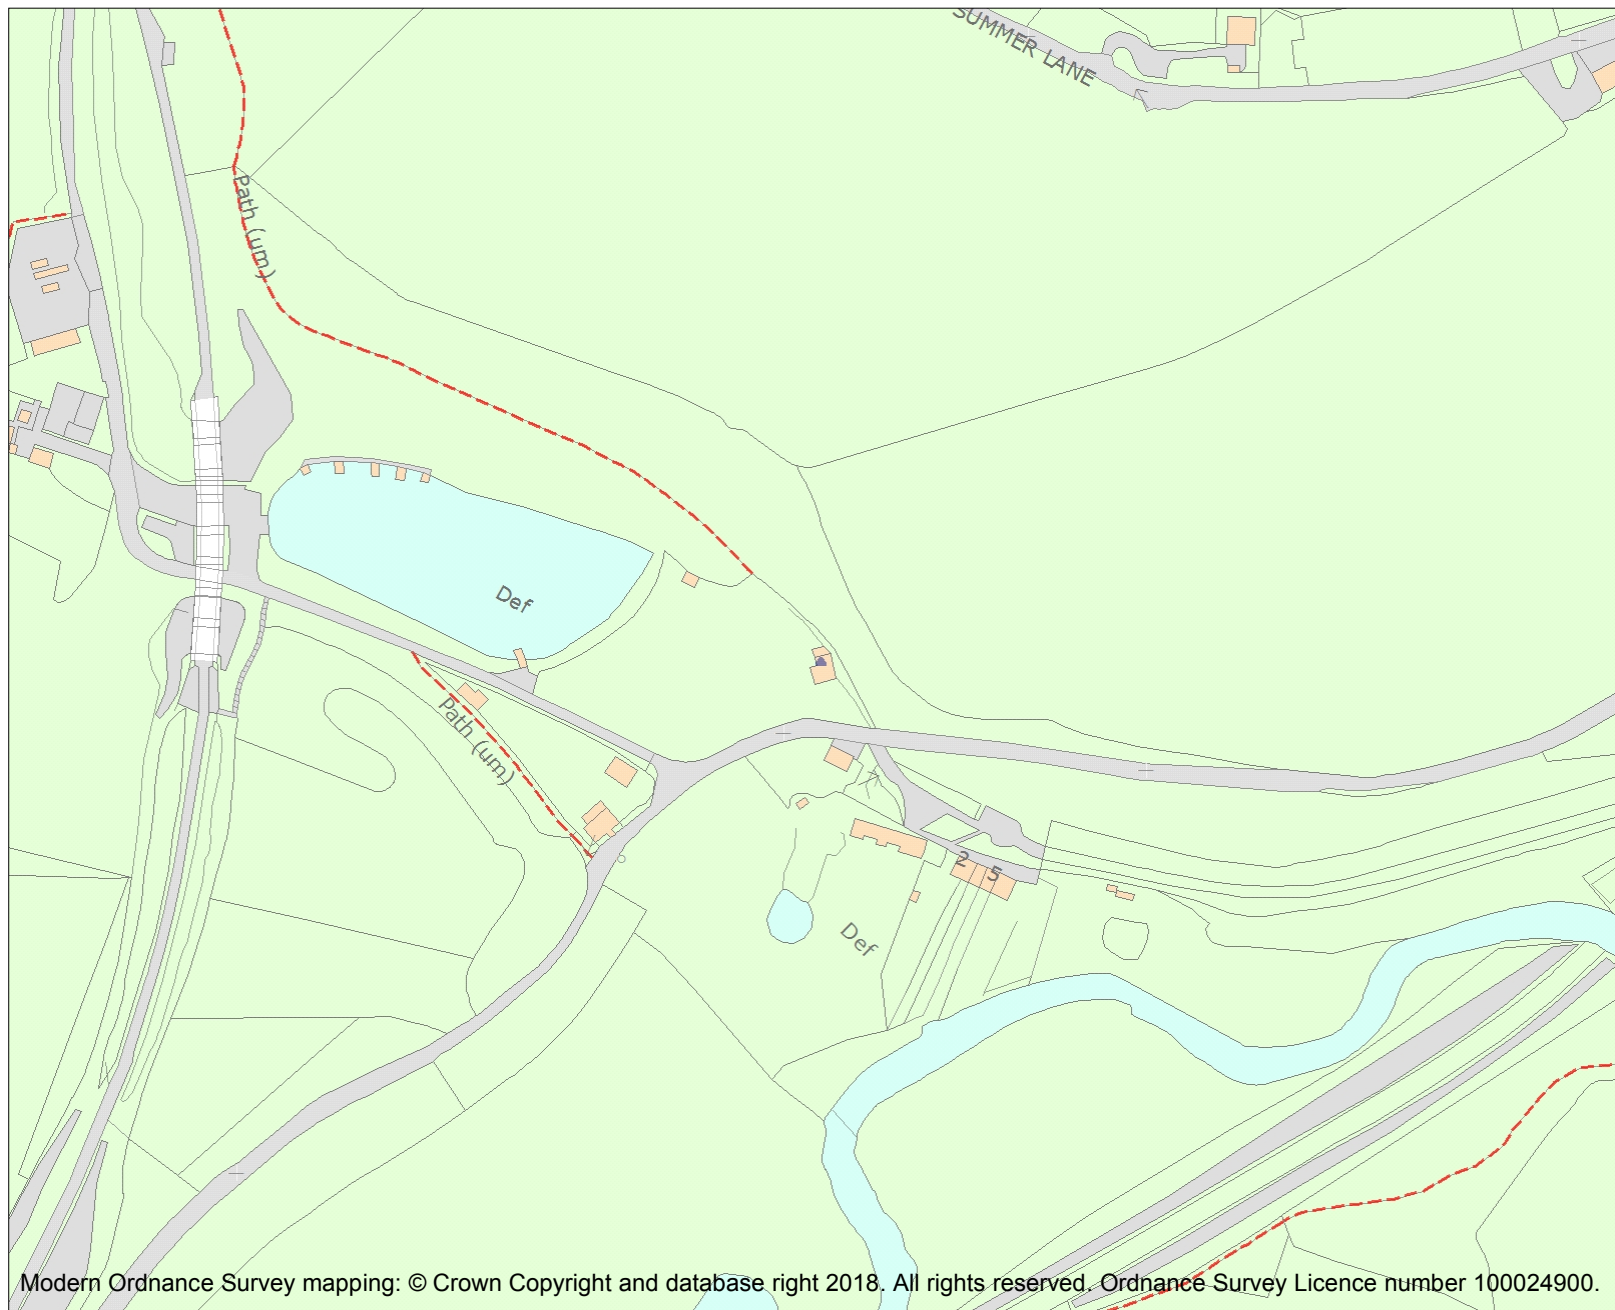 SUMMER LANE
Path (um)
Def
Path (um)
2
5
Def
Modern Ordnance Survey mapping: © Crown Copyright and database right 2018. All rights reserved. Ordnance Survey Licence number 100024900.